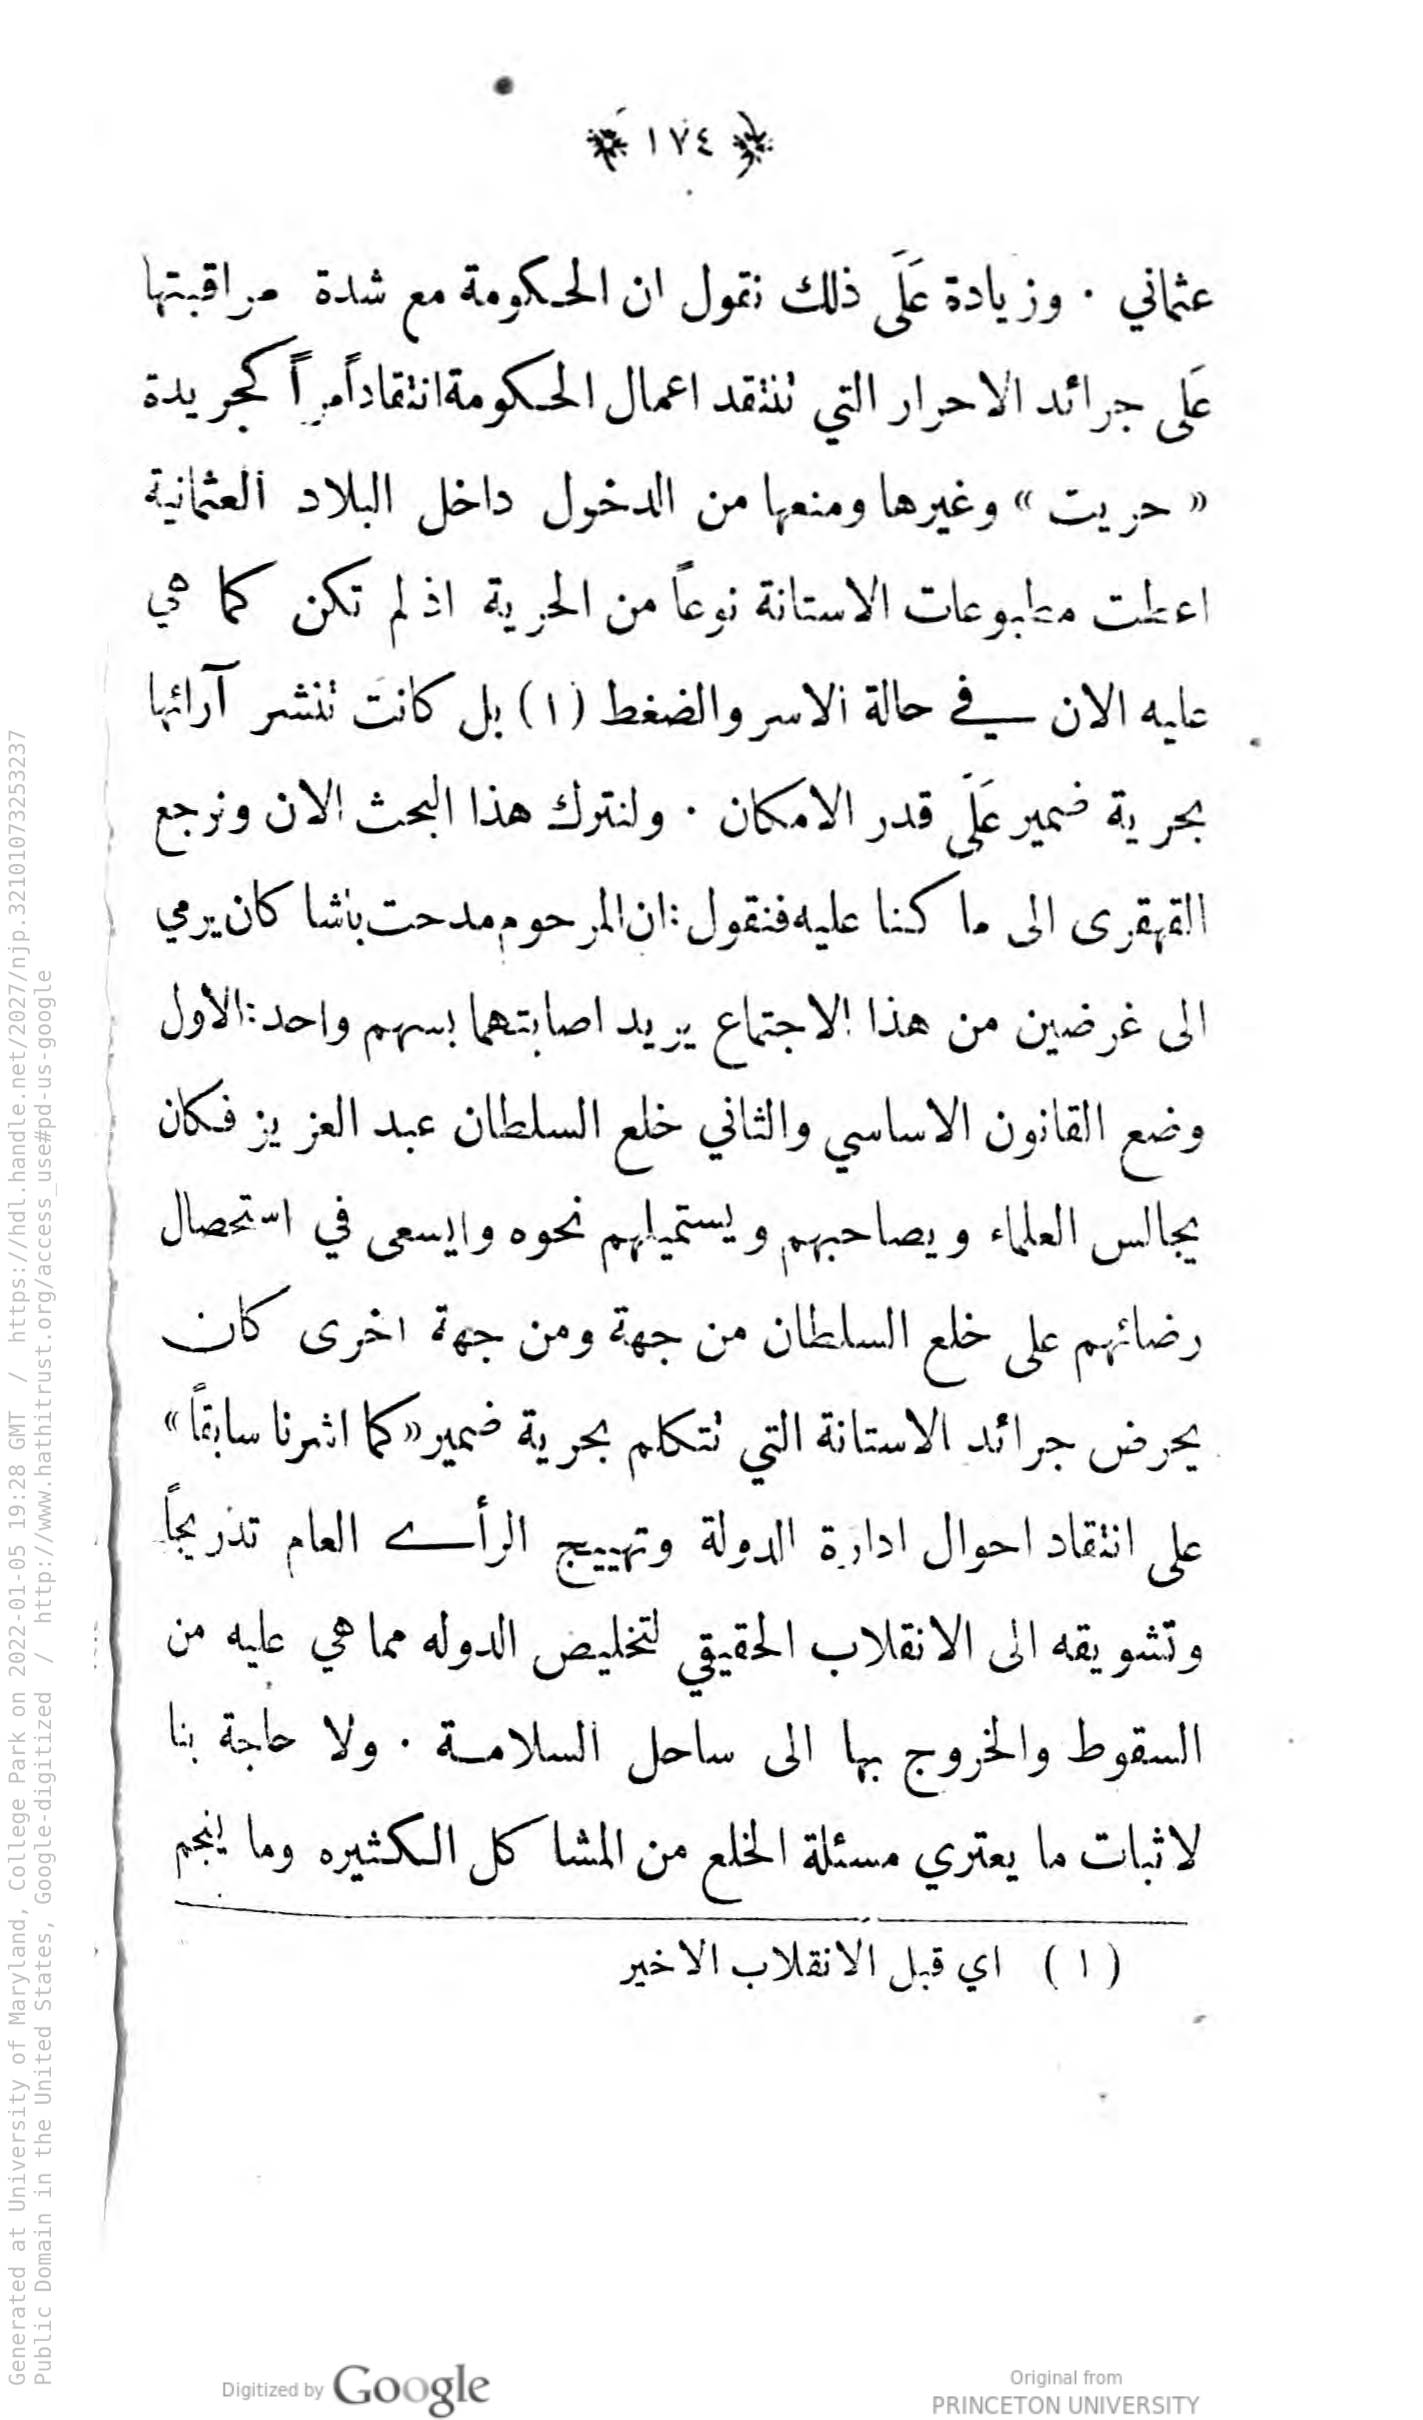 ١٧٤
عثماني . وزيادة عَلَى ذلك نقول ان الحكومة مع شدة مراقبتها
عَلى جرائد الاحرار التي تنتقد اعمال الحكومة انتقاداً مراً كجريدة
« حريت » وغيرها ومنعها من الدخول داخل البلاد العثمانية
اعطت مطبوعات الاستانة نوعاً من الحرية اذ لم تكن كما هي
عليه الان في حالة الاسر والضغط (١) بل كانت تنشر آرائها
بحرية ضمير عَلَى قدر الامكان . ولنترك هذا البحث الان ونرجع
القهقرى الى ما كنا عليه فنقول : ان المرحوم مدحت باشا كان يرمي
الى غرضين من هذا الاجتماع يريد اصابتهما بسهم واحد : الأول
وضع القانون الاساسي والثاني خلع السلطان عبد العزيز فكان
يجالس العلماء ويصاحبهم ويستميلهم نحوه وايسعى في استحصال
رضائهم على خلع السلطان من جهة ومن جهة اخرى كان
يحرض جرائد الاستانة التي تتكلم بحرية ضمير « كما اشرنا سابقاً »
على انتقاد احوال ادارة الدولة وتهييج الرأي العام تدريجاً
وتشويقه الى الانقلاب الحقيقي لتخليص الدوله مما هي عليه من
السقوط والخروج بها الى ساحل السلامة . ولا حاجة بنا
لاثبات ما يعتري مسئلة الخلع من المشاكل الكثيره وما ينجم
(١) اي قبل الانقلاب الاخير
Generated at University of Maryland, College Park on 2022-01-05 19:28 GMT / https://hdl.handle.net/2027/njp.32101073253237
Public Domain in the United States, Google-digitized / http://www.hathitrust.org/access_use#pd-us-google
Digitized by Google
Original from
PRINCETON UNIVERSITY